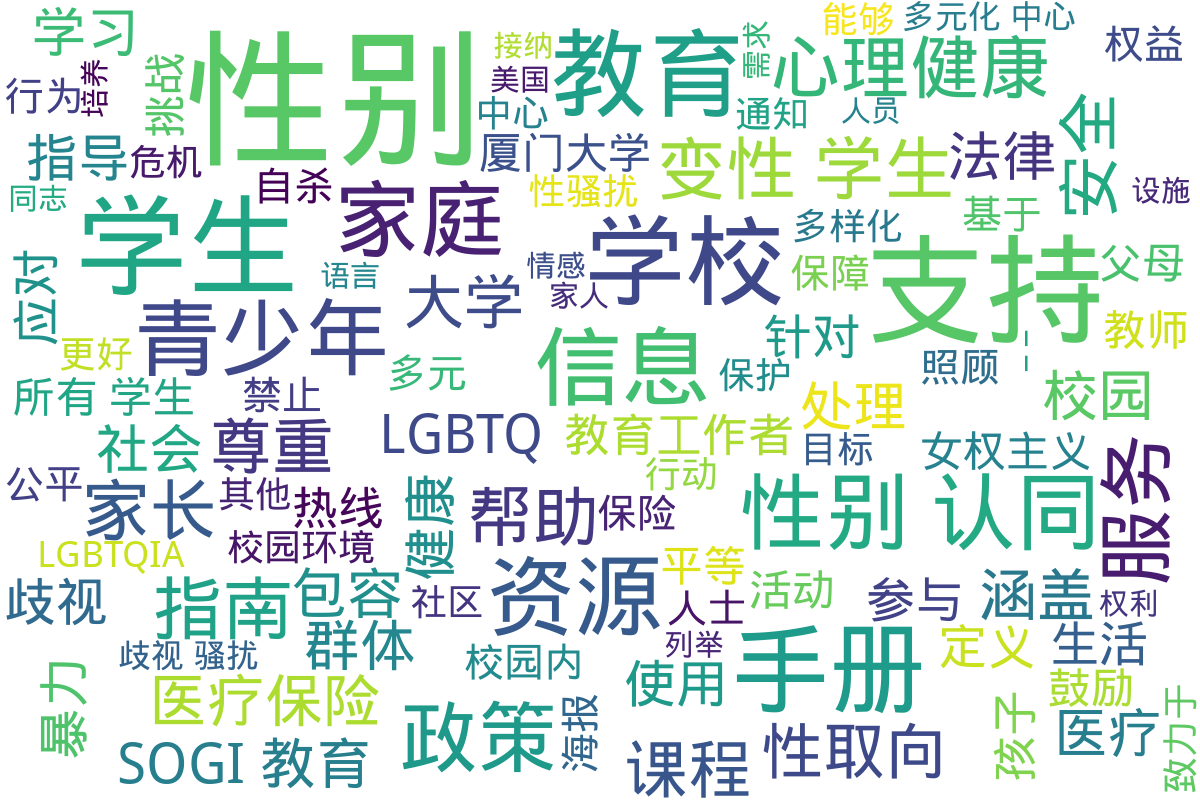 学习
性别
接纳
教育
需求
能够
多元化 中心
权益
心理健康
行为
培养
挑战
美国
中心
通知
人员
安全
指导
危机
厦门大学
变性 学生
法律
自杀
性骚扰
设施
同志
学生
家庭
学校
多样化
基于
支持
应对
语言
情感
家人
保障
父母
青少年
大学
信息
针对
教师
更好
多元
保护
照顾
所有 学生
禁止
处理
校园
社会
尊重
LGBTQ
教育工作者
目标
女权主义
服务
公平
家长
其他
热线
健康
帮助
保险
行动
性别 认同
LGBTQIA
校园环境
平等
歧视
指南
包容
社区
资源
人士
活动
参与
涵盖
权利
歧视 骚扰
群体
校园内
列举
手册
定义
生活
暴力
医疗保险
使用
鼓励
SOGI 教育
政策
海报
课程
性取向
孩子
医疗
致力于